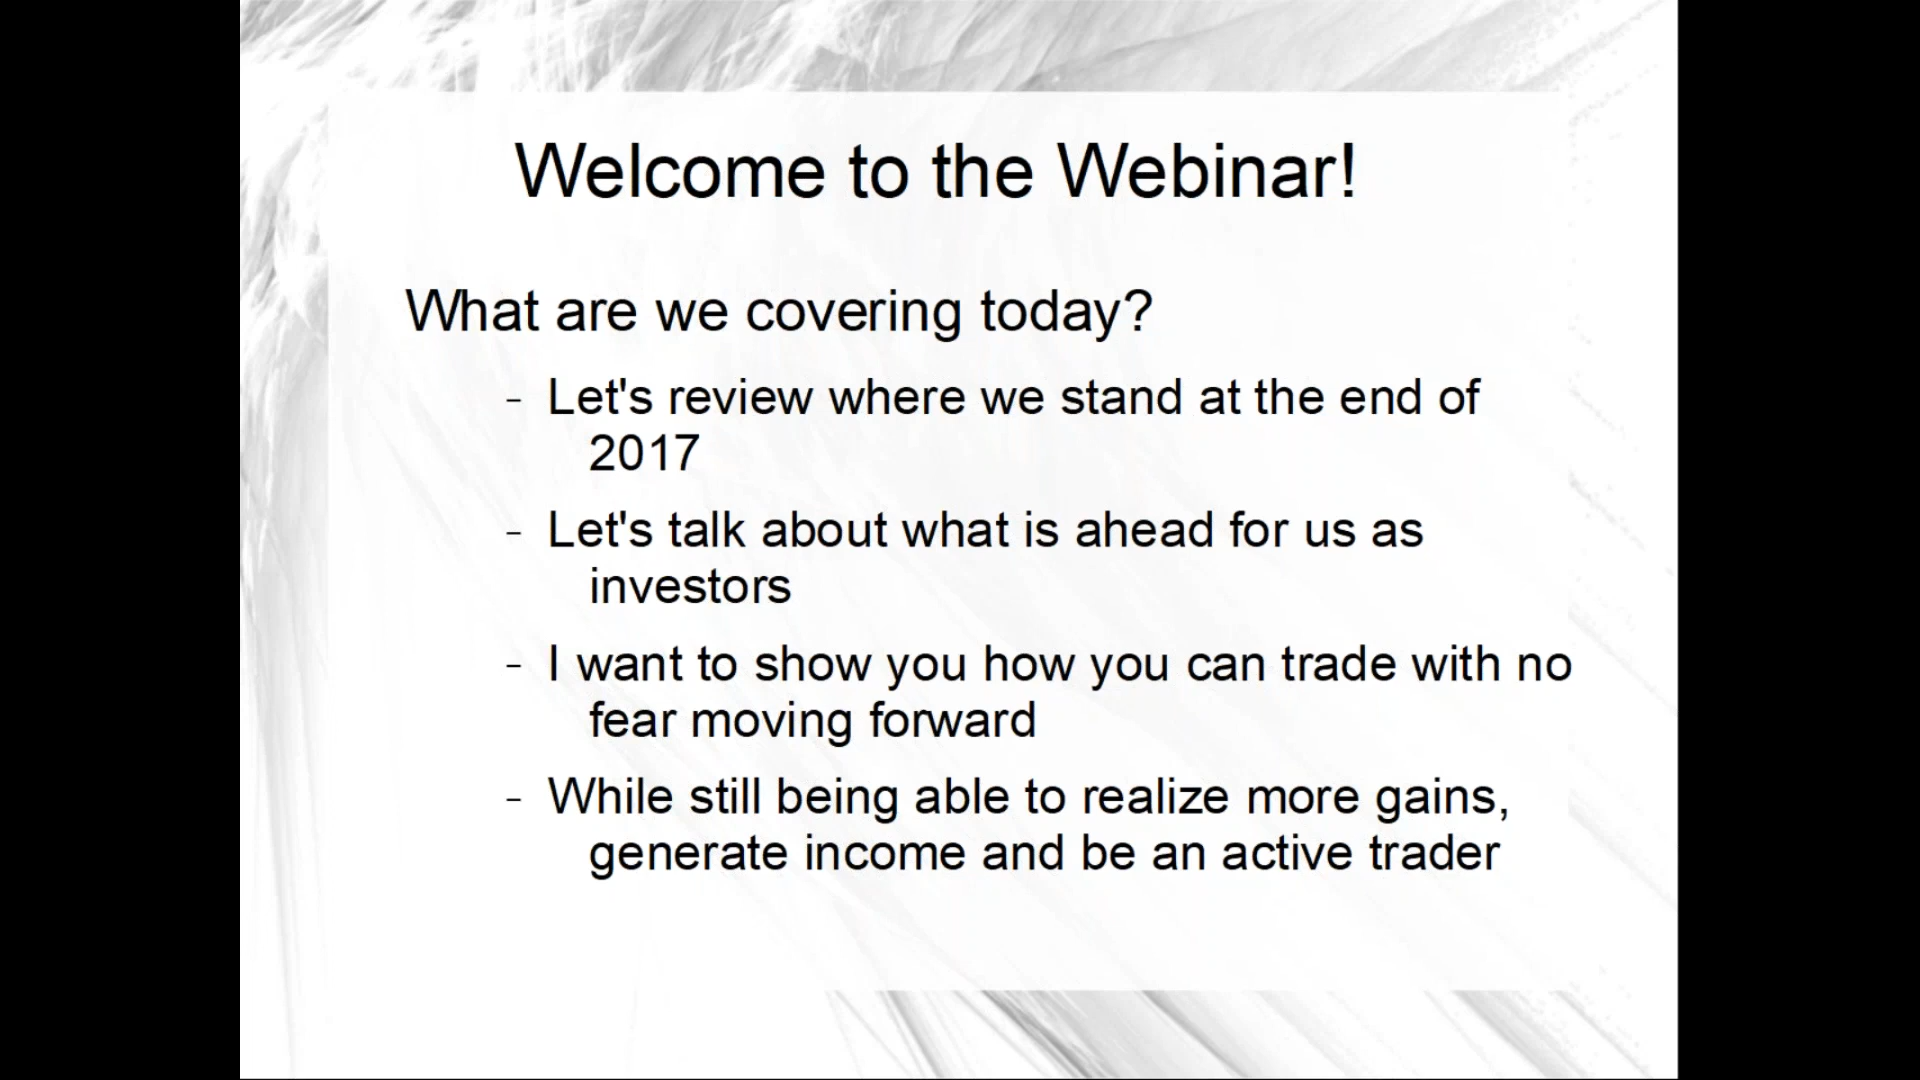 Welcome to the Webinar!
What are we covering today?
- Let's review where we stand at the end of
2017
- Let's talk about what is ahead for us as
investors
- I want to show you how you can trade with no
fear moving forward
- While still being able to realize more gains,
generate income and be an active trader